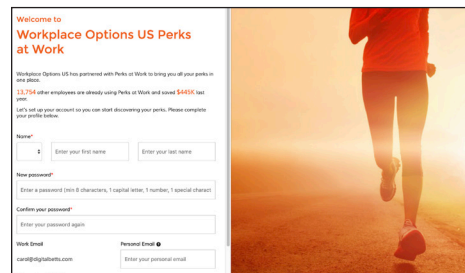 Welcome to
Workplace Options US Perks
at Work
Workplace Options US has partnered with Perks at Work to bring you all your perks in
one place.
13,754 other employees are already using Perks at Work and saved $445K last
year.
Let's set up your account so you can start discovering your perks. Please complete
your profile below.
Name*
Enter your first name Enter your last name
New password*
Enter a password (min 8 characters, 1 capital letter, 1 number, 1 special charact
Confirm your password*
Enter your password again
Work Email Personal Email ?
carol@digitalbatts.com Enter your personal email